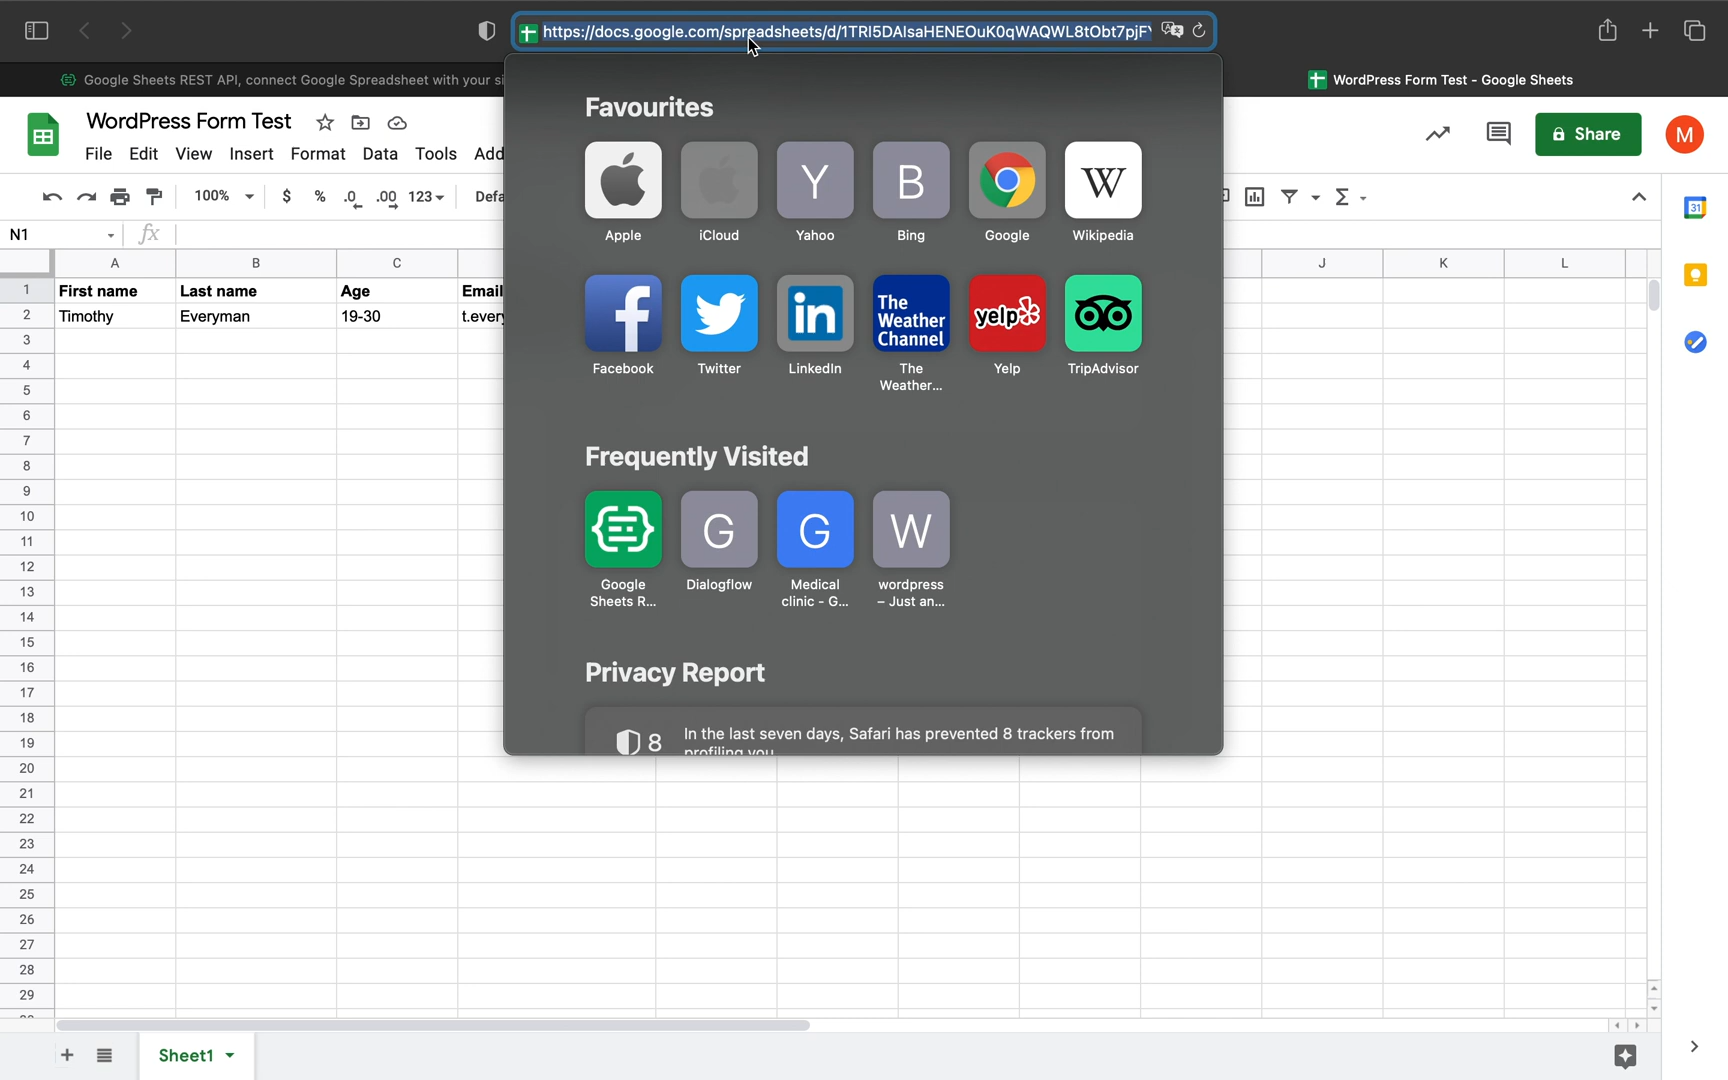 https://docs.google.com/spreadsheets/d/1TRI5DAIsaHENEOuK0qWAQWL8tObt7pjFY
Google Sheets REST API, connect Google Spreadsheet with your si
WordPress Form Test - Google Sheets
WordPress Form Test
File Edit View Insert Format Data Tools Add
Share
M
100% $ % .0 .00 123 Defa
N1
fx
A B C J K L
1 First name Last name Age Email
2 Timothy Everyman 19-30 t.every
3
4
5
6
7
8
9
10
11
12
13
14
15
16
17
18
19
20
21
22
23
24
25
26
27
28
29
Favourites
Y B W
Apple iCloud Yahoo Bing Google Wikipedia
f in The Weather Channel yelp
Facebook Twitter LinkedIn The Weather... Yelp TripAdvisor
Frequently Visited
G G W
Google Sheets R... Dialogflow Medical clinic - G... wordpress – Just an...
Privacy Report
8 In the last seven days, Safari has prevented 8 trackers from
profiling you
31
Sheet1